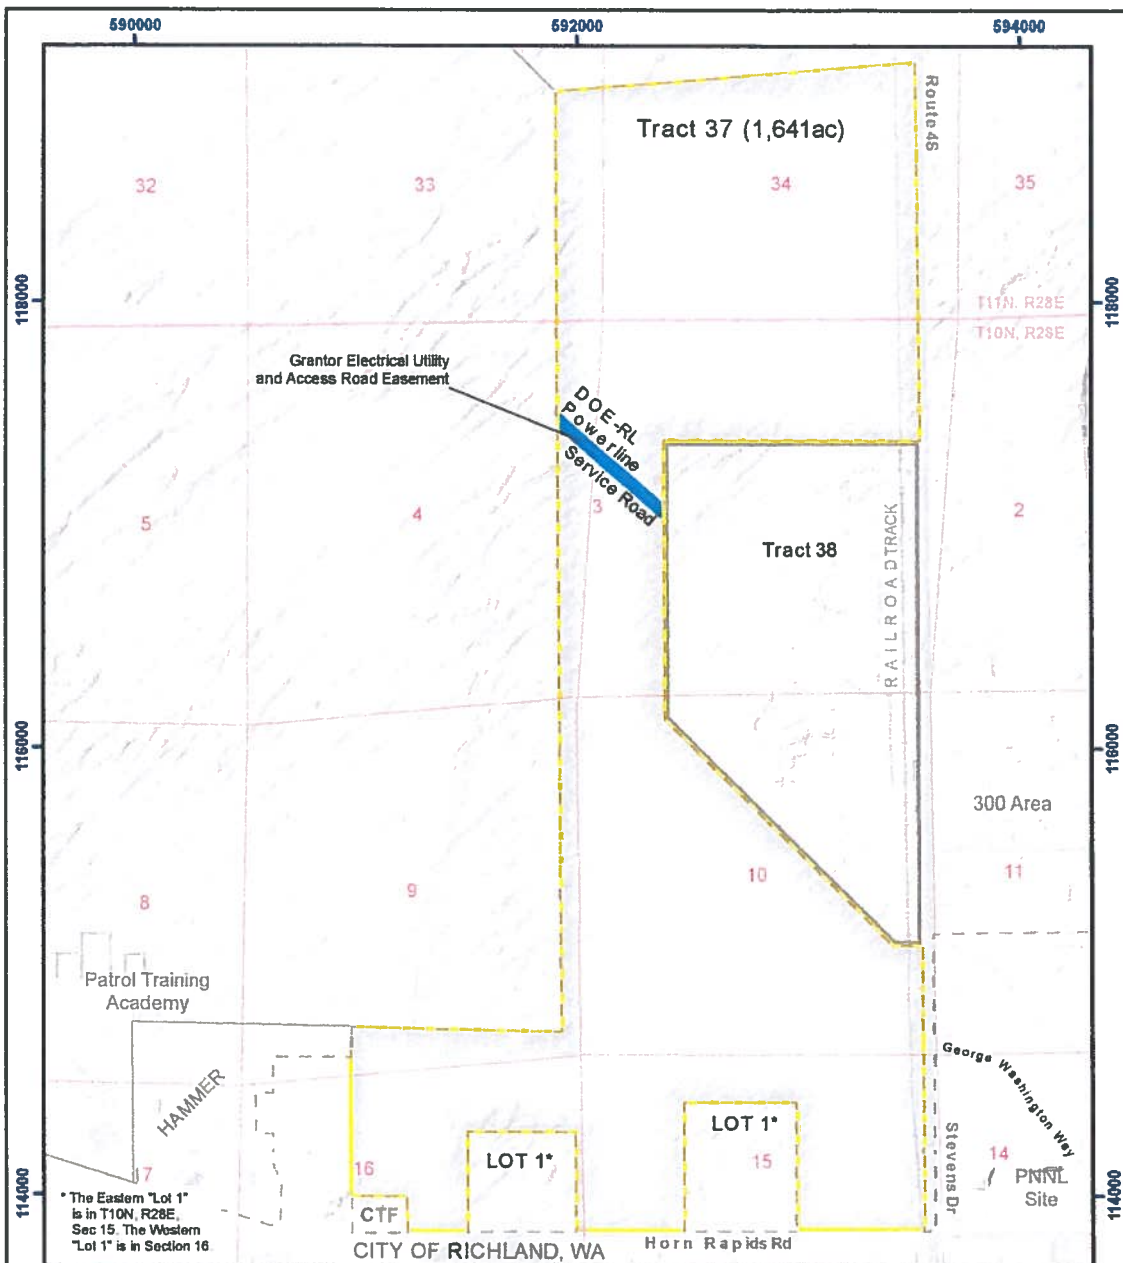 590000
592000
594000
Tract 37 (1,641ac)
Route 4S
32
33
34
35
118000
118000
T11N, R28E
T10N, R28E
Grantor Electrical Utility
and Access Road Easement
DOE-RL
Powerline
Service Road
5
4
3
2
Tract 38
RAILROAD TRACK
116000
116000
300 Area
8
9
10
11
Patrol Training
Academy
HAMMER
George Washington Way
LOT 1*
LOT 1*
Stevens Dr
7
16
15
14
PNNL
Site
114000
114000
* The Eastern "Lot 1"
is in T10N, R28E,
Sec 15. The Western
"Lot 1" is in Section 16.
CTF
CITY OF RICHLAND, WA
Horn Rapids Rd